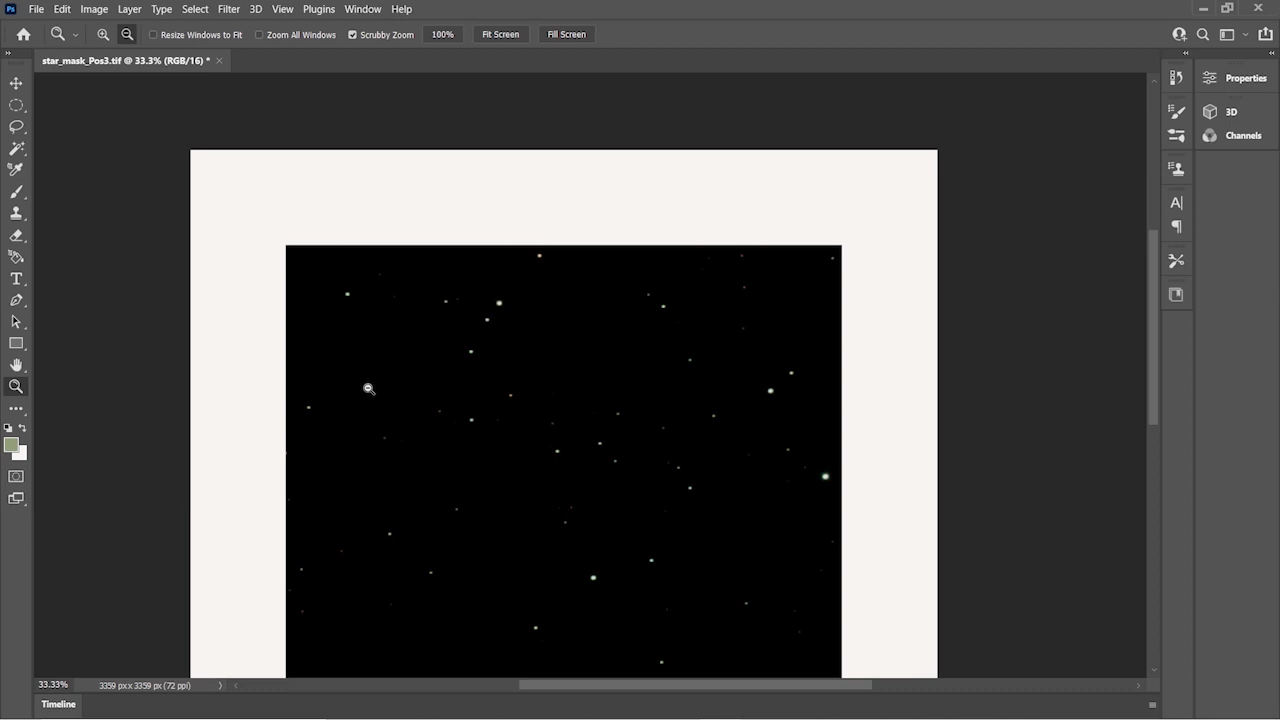 Ps File Edit Image Layer Type Select Filter 3D View Plugins Window Help
Resize Windows to Fit Zoom All Windows Scrubby Zoom 100% Fit Screen Fill Screen
star_mask_Pos3.tif @ 33.3% (RGB/16) *
Properties
3D
Channels
33.33% 3359 px x 3359 px (72 ppi)
Timeline